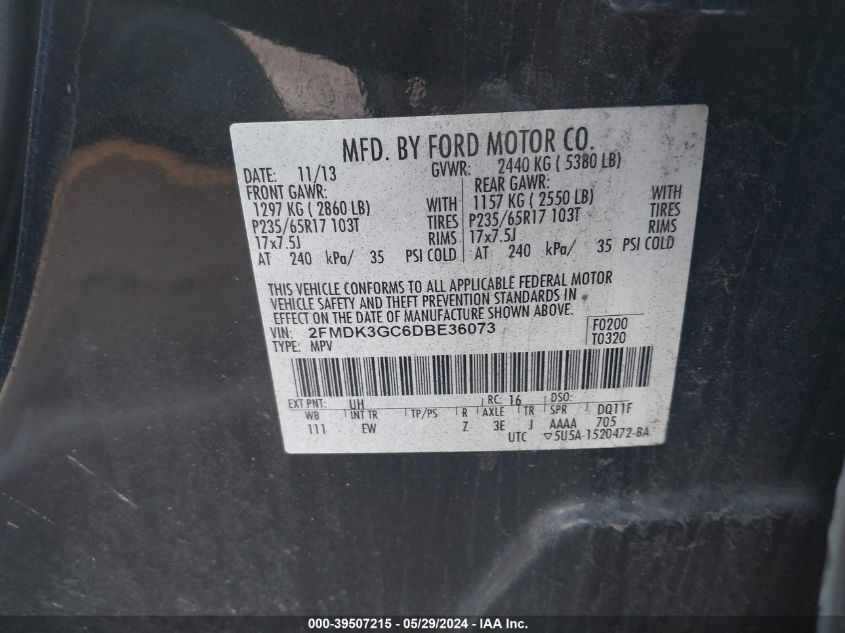 MFD. BY FORD MOTOR CO.
DATE: 11/13 GVWR: 2440 KG ( 5380 LB)
FRONT GAWR: REAR GAWR:
1297 KG ( 2860 LB) WITH 1157 KG ( 2550 LB) WITH
P235/65R17 103T TIRES P235/65R17 103T TIRES
17x7.5J RIMS 17x7.5J RIMS
AT 240 kPa/ 35 PSI COLD AT 240 kPa/ 35 PSI COLD
THIS VEHICLE CONFORMS TO ALL APPLICABLE FEDERAL MOTOR
VEHICLE SAFETY AND THEFT PREVENTION STANDARDS IN
EFFECT ON THE DATE OF MANUFACTURE SHOWN ABOVE.
VIN: 2FMDK3GC6DBE36073 F0200
TYPE: MPV T0320
EXT PNT: UH RC: 16 DSO:
WB INT TR TP/PS R AXLE TR SPR DQ11F
111 EW Z 3E J AAAA 705
UTC ▽5U5A-1520472-BA
000-39507215 - 05/29/2024 - IAA Inc.